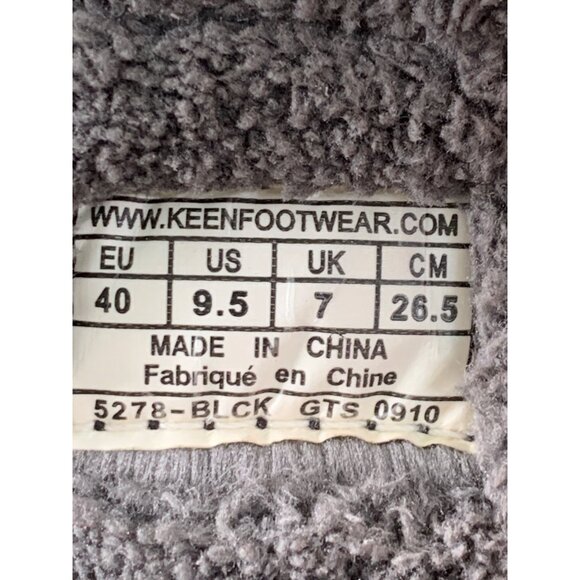 WWW.KEENFOOTWEAR.COM
EU US UK CM
40 9.5 7 26.5
MADE IN CHINA
Fabriqué en Chine
5278-BLCK GTS 0910